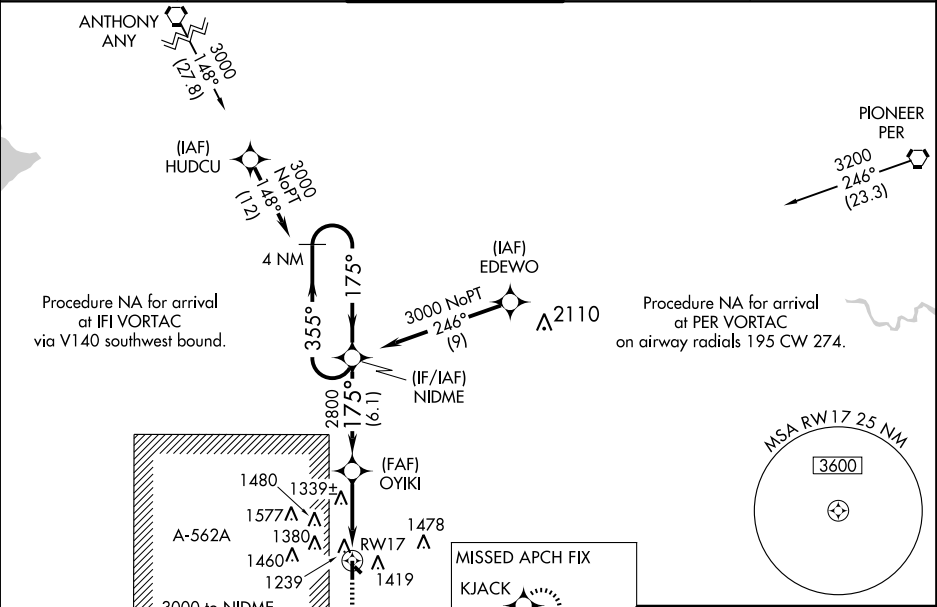 ANTHONY
ANY
3000
148°
(27.8)
PIONEER
PER
3200
246°
(23.3)
(IAF)
HUDCU
3000
NoPT
148°
(12)
4 NM
175°
355°
(IAF)
EDEWO
3000 NoPT
246°
(9)
2110
Procedure NA for arrival
at IFI VORTAC
via V140 southwest bound.
Procedure NA for arrival
at PER VORTAC
on airway radials 195 CW 274.
(IF/IAF)
NIDME
2800
175°
(6.1)
(FAF)
OYIKI
MSA RW17 25 NM
3600
1480
1339±
1577
A-562A
1380
1460
1239
RW17
1478
1419
MISSED APCH FIX
KJACK
3000 to NIDME